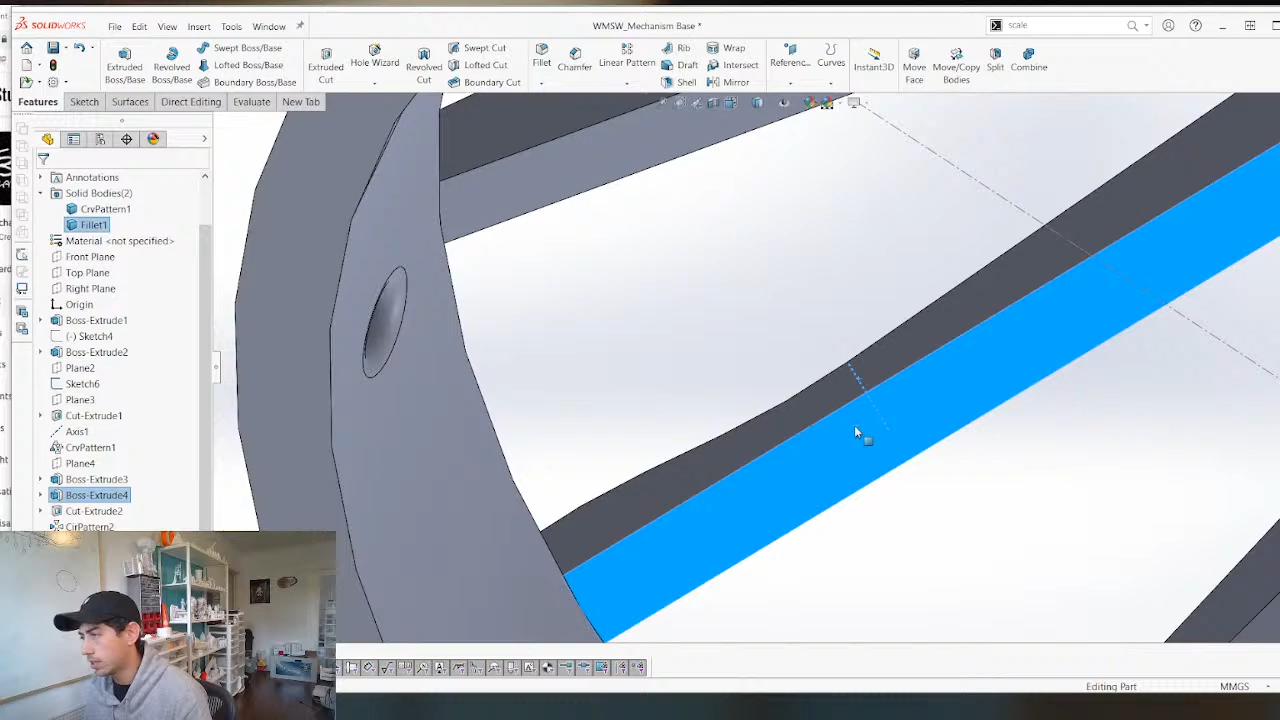 SOLIDWORKS File Edit View Insert Tools Window WMSW_Mechanism Base * scale
Extruded Boss/Base Revolved Boss/Base Swept Boss/Base Lofted Boss/Base Boundary Boss/Base Extruded Cut Hole Wizard Revolved Cut Swept Cut Lofted Cut Boundary Cut Fillet Chamfer Linear Pattern Rib Draft Shell Wrap Intersect Mirror Referenc... Curves Instant3D Move Face Move/Copy Bodies Split Combine
Features Sketch Surfaces Direct Editing Evaluate New Tab
Annotations
Solid Bodies(2)
CrvPattern1
Fillet1
Material <not specified>
Front Plane
Top Plane
Right Plane
Origin
Boss-Extrude1
(-) Sketch4
Boss-Extrude2
Plane2
Sketch6
Plane3
Cut-Extrude1
Axis1
CrvPattern1
Plane4
Boss-Extrude3
Boss-Extrude4
Cut-Extrude2
CirPattern2
Editing Part MMGS